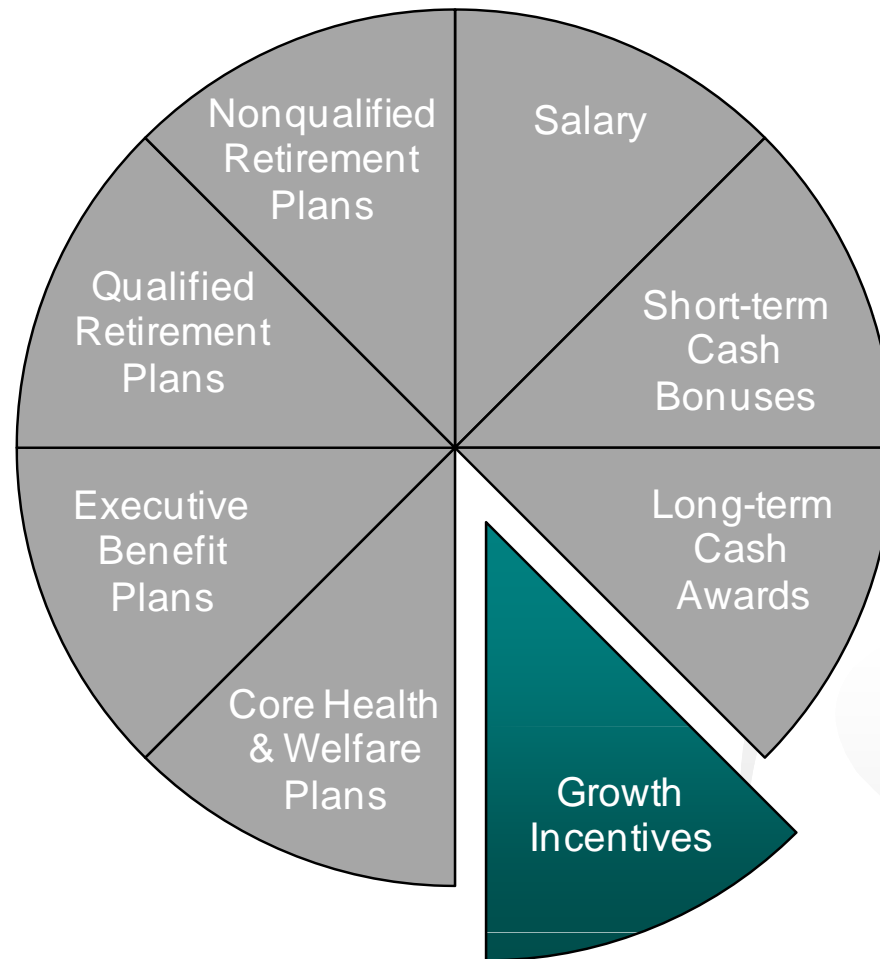 Nonqualified
Retirement
Plans
Salary
Short-term
Cash
Bonuses
Long-term
Cash
Awards
Growth
Incentives
Core Health
& Welfare
Plans
Executive
Benefit
Plans
Qualified
Retirement
Plans